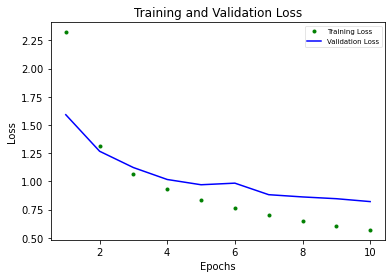 Training and Validation Loss
Training Loss
Validation Loss
2.25
2.00
1.75
1.50
1.25
1.00
0.75
0.50
Loss
2
4
6
8
10
Epochs